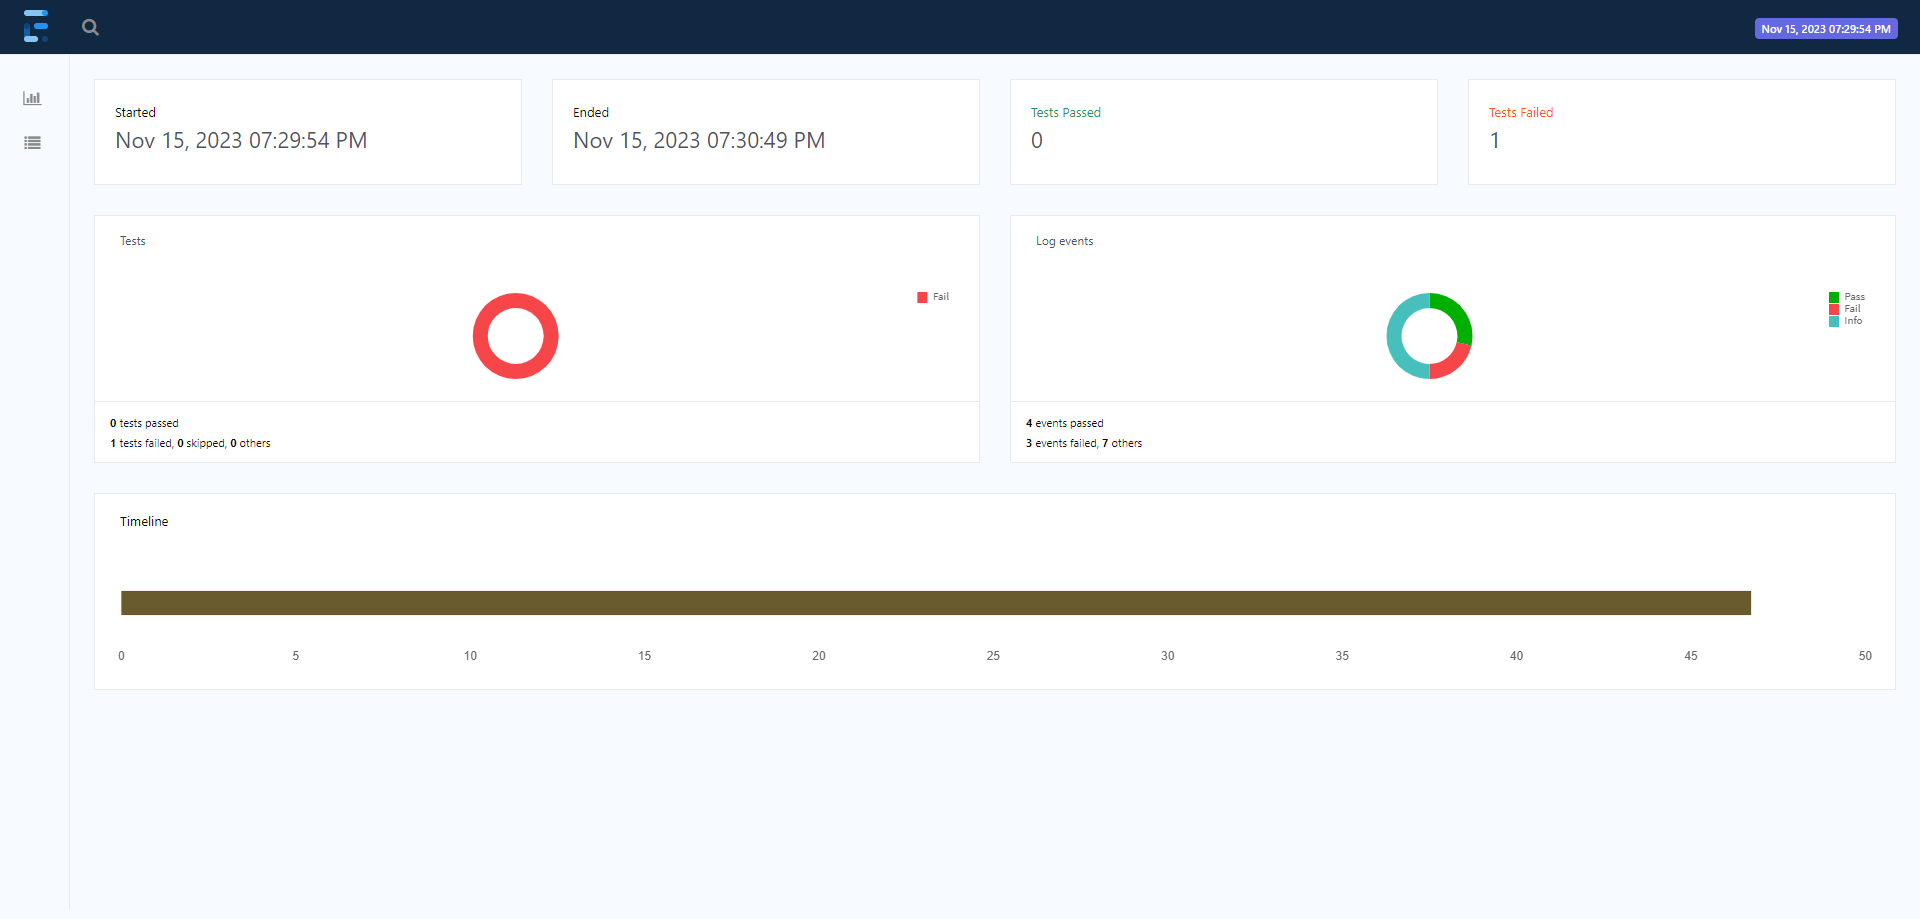 Nov 15, 2023 07:29:54 PM
Started
Nov 15, 2023 07:29:54 PM
Ended
Nov 15, 2023 07:30:49 PM
Tests Passed
0
Tests Failed
1
Tests
Fail
0 tests passed
1 tests failed, 0 skipped, 0 others
Log events
Pass
Fail
Info
4 events passed
3 events failed, 7 others
Timeline
0 5 10 15 20 25 30 35 40 45 50